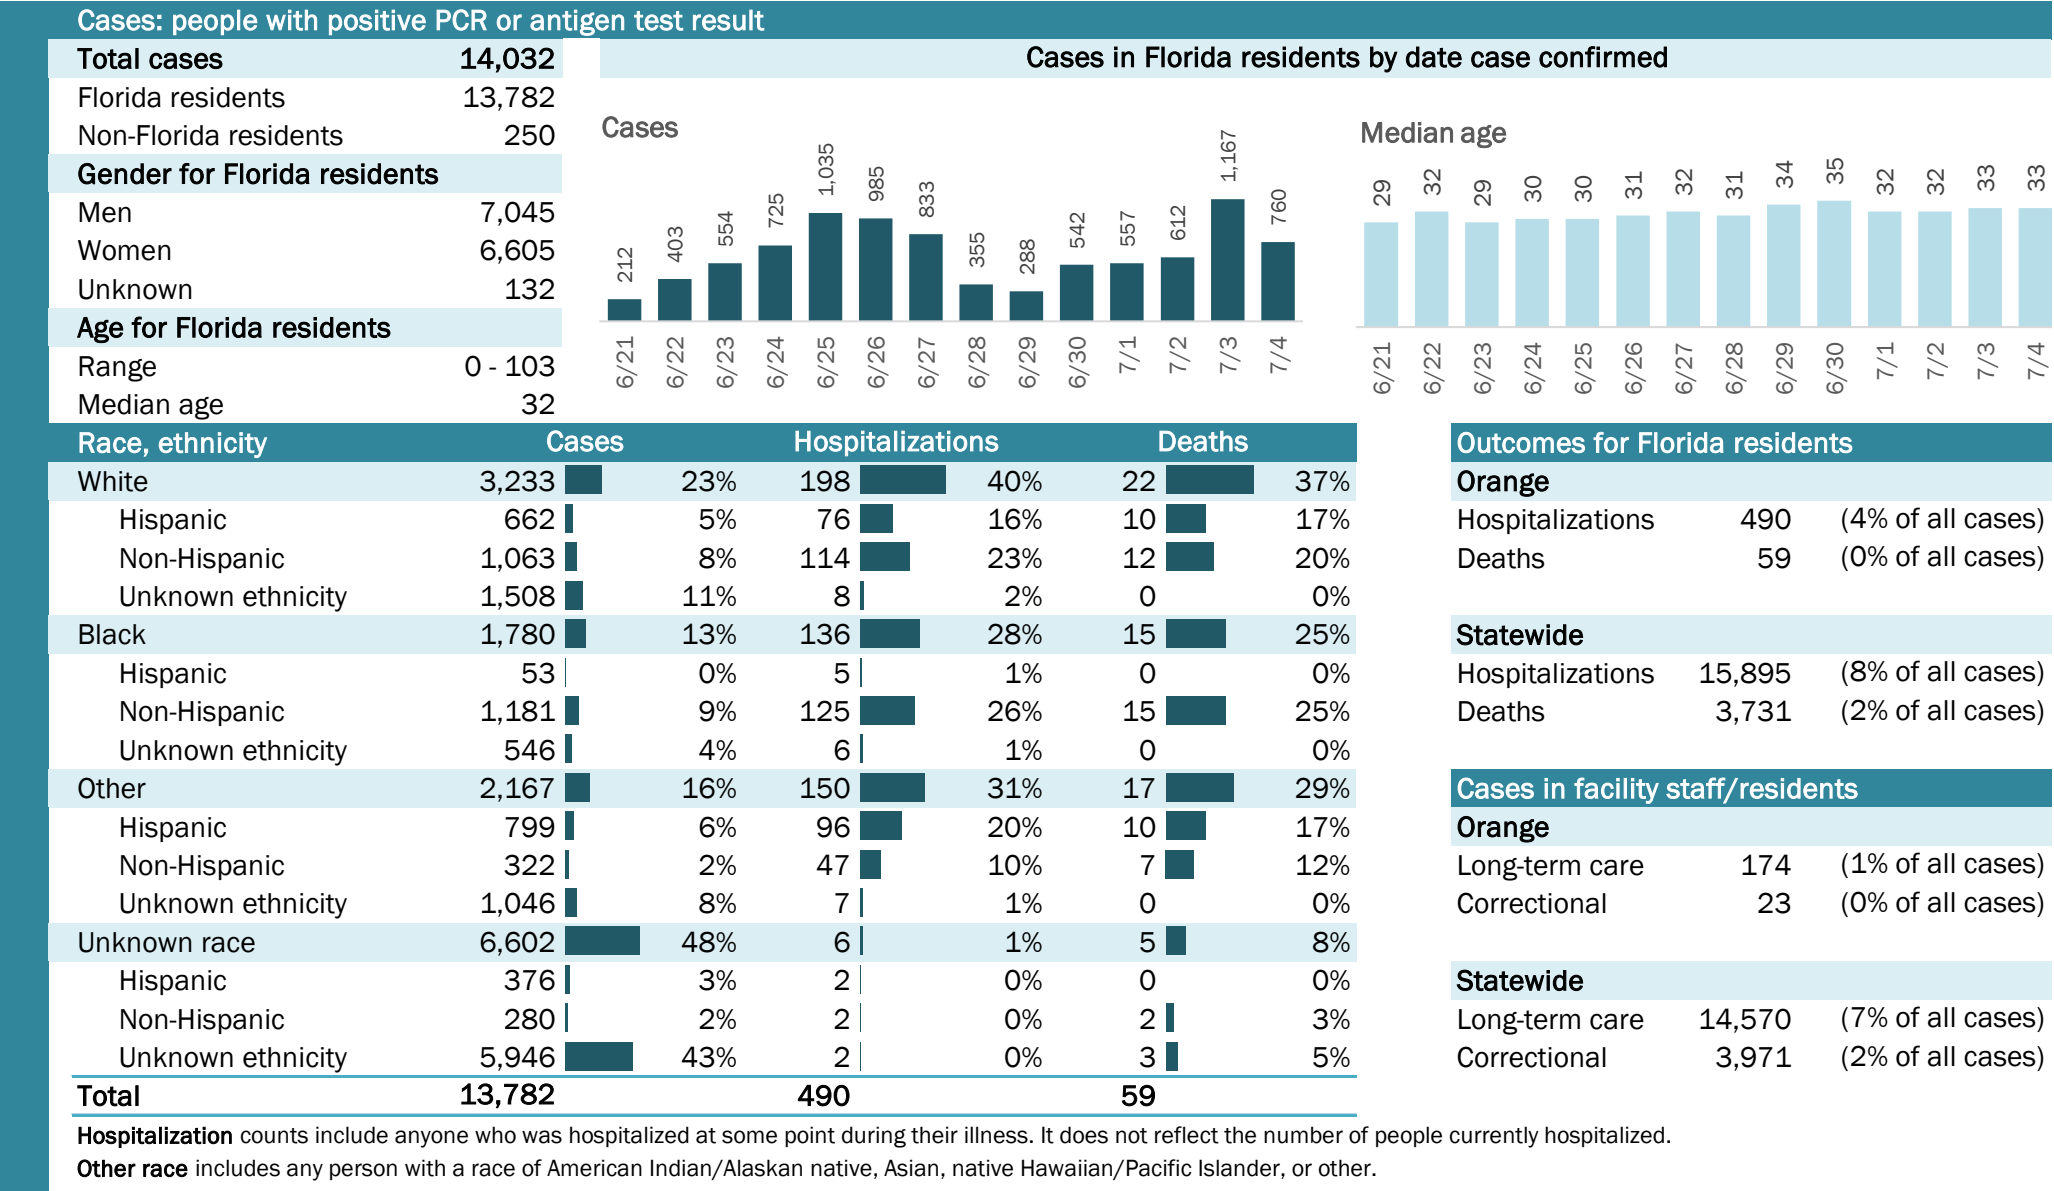 Cases: people with positive PCR or antigen test result
Total cases 14,032
Florida residents 13,782
Non-Florida residents 250
Gender for Florida residents
Men 7,045
Women 6,605
Unknown 132
Age for Florida residents
Range 0 - 103
Median age 32
Cases in Florida residents by date case confirmed
Cases
212 403 554 725 1,035 985 833 355 288 542 557 612 1,167 760
6/21 6/22 6/23 6/24 6/25 6/26 6/27 6/28 6/29 6/30 7/1 7/2 7/3 7/4
Median age
29 32 29 30 30 31 32 31 34 35 32 32 33 33
6/21 6/22 6/23 6/24 6/25 6/26 6/27 6/28 6/29 6/30 7/1 7/2 7/3 7/4
Race, ethnicity Cases Hospitalizations Deaths
White 3,233 23% 198 40% 22 37%
Hispanic 662 5% 76 16% 10 17%
Non-Hispanic 1,063 8% 114 23% 12 20%
Unknown ethnicity 1,508 11% 8 2% 0 0%
Black 1,780 13% 136 28% 15 25%
Hispanic 53 0% 5 1% 0 0%
Non-Hispanic 1,181 9% 125 26% 15 25%
Unknown ethnicity 546 4% 6 1% 0 0%
Other 2,167 16% 150 31% 17 29%
Hispanic 799 6% 96 20% 10 17%
Non-Hispanic 322 2% 47 10% 7 12%
Unknown ethnicity 1,046 8% 7 1% 0 0%
Unknown race 6,602 48% 6 1% 5 8%
Hispanic 376 3% 2 0% 0 0%
Non-Hispanic 280 2% 2 0% 2 3%
Unknown ethnicity 5,946 43% 2 0% 3 5%
Total 13,782 490 59
Outcomes for Florida residents
Orange
Hospitalizations 490 (4% of all cases)
Deaths 59 (0% of all cases)
Statewide
Hospitalizations 15,895 (8% of all cases)
Deaths 3,731 (2% of all cases)
Cases in facility staff/residents
Orange
Long-term care 174 (1% of all cases)
Correctional 23 (0% of all cases)
Statewide
Long-term care 14,570 (7% of all cases)
Correctional 3,971 (2% of all cases)
Hospitalization counts include anyone who was hospitalized at some point during their illness. It does not reflect the number of people currently hospitalized.
Other race includes any person with a race of American Indian/Alaskan native, Asian, native Hawaiian/Pacific Islander, or other.